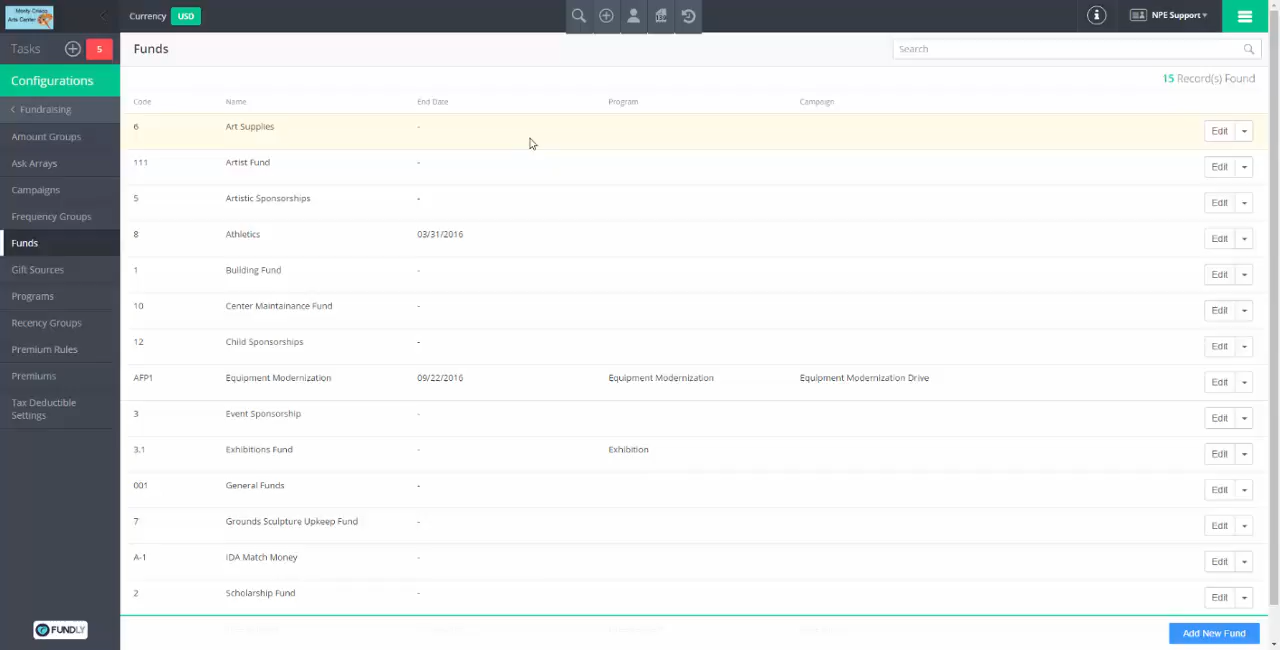 Monty Criado
Arts Center
Currency USD
NPE Support
Tasks 5
Funds
Search
Configurations
15 Record(s) Found
Fundraising
Amount Groups
Ask Arrays
Campaigns
Frequency Groups
Funds
Gift Sources
Programs
Recency Groups
Premium Rules
Premiums
Tax Deductible
Settings
FUNDLY
Code Name End Date Program Campaign
6 Art Supplies - Edit
111 Artist Fund - Edit
5 Artistic Sponsorships - Edit
8 Athletics 03/31/2016 Edit
1 Building Fund - Edit
10 Center Maintainance Fund - Edit
12 Child Sponsorships - Edit
AFP1 Equipment Modernization 09/22/2016 Equipment Modernization Equipment Modernization Drive Edit
3 Event Sponsorship - Edit
3.1 Exhibitions Fund - Exhibition Edit
001 General Funds - Edit
7 Grounds Sculpture Upkeep Fund - Edit
A-1 IDA Match Money - Edit
2 Scholarship Fund - Edit
Add New Fund